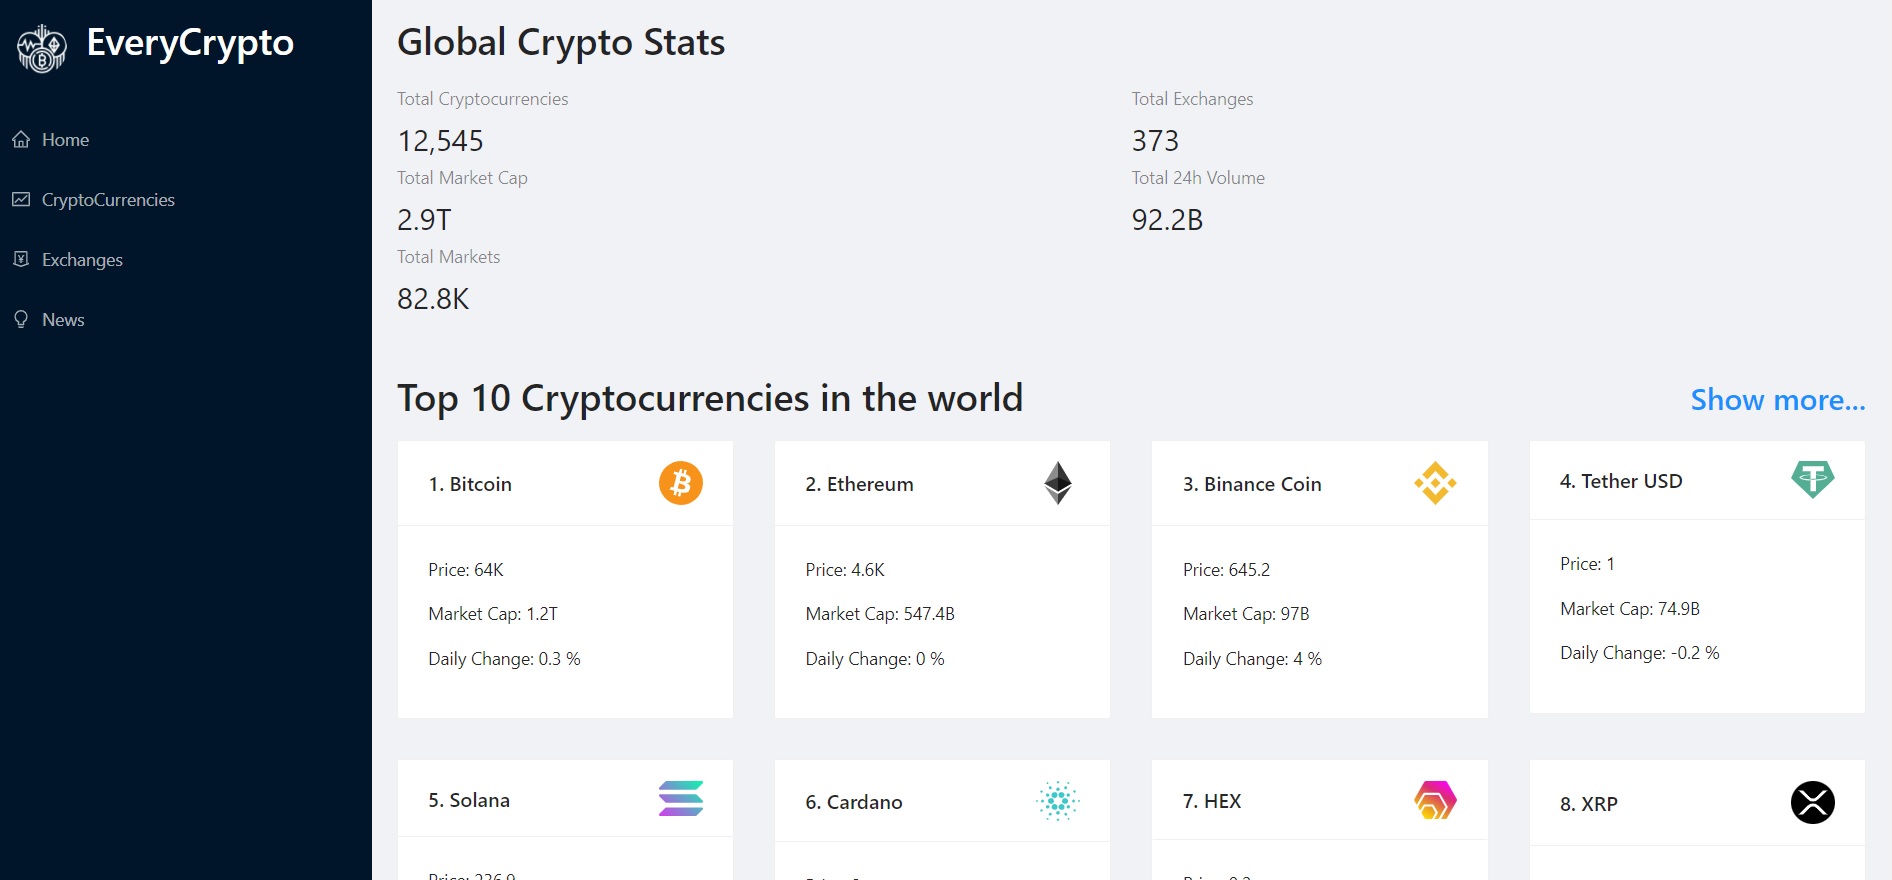 EveryCrypto
Home
CryptoCurrencies
Exchanges
News
Global Crypto Stats
Total Cryptocurrencies
12,545
Total Exchanges
373
Total Market Cap
2.9T
Total 24h Volume
92.2B
Total Markets
82.8K
Top 10 Cryptocurrencies in the world
Show more...
1. Bitcoin
Price: 64K
Market Cap: 1.2T
Daily Change: 0.3 %
2. Ethereum
Price: 4.6K
Market Cap: 547.4B
Daily Change: 0 %
3. Binance Coin
Price: 645.2
Market Cap: 97B
Daily Change: 4 %
4. Tether USD
Price: 1
Market Cap: 74.9B
Daily Change: -0.2 %
5. Solana
Price: 236.9
6. Cardano
7. HEX
8. XRP